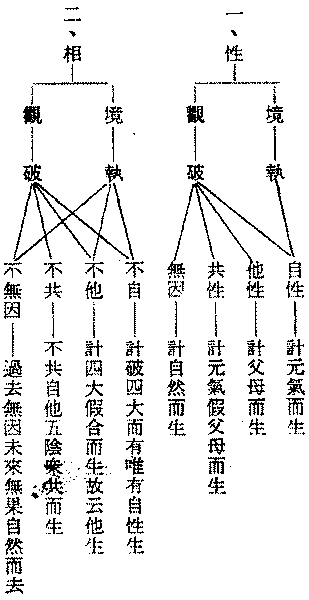 一、性
境
執
自性——計元氣而生
他性——計父母而生
觀
破
共性——計元氣假父母而生
無因——計自然而生
二、相
境
執
不自——計破四大而有唯有自性生
不他——計四大假合而生故云他生
觀
破
不共——不共自他五陰衆共而生
不無因——過去無因未來無果自然而去